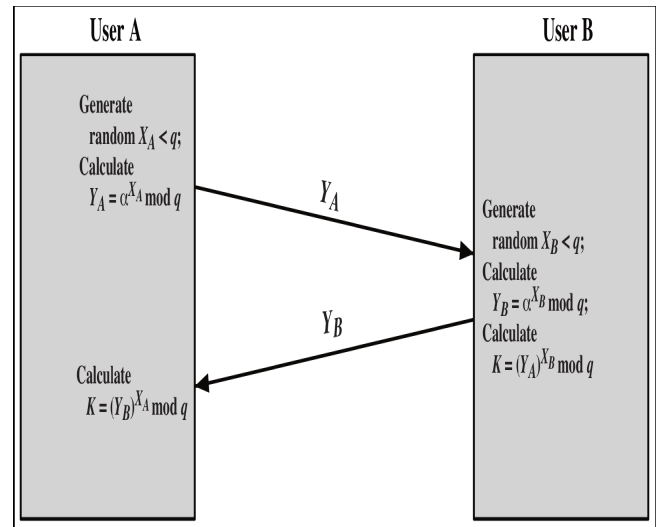 User A
User B
Generate
random X_A < q;
Calculate
Y_A = α^{X_A} mod q
Y_A
Generate
random X_B < q;
Calculate
Y_B = α^{X_B} mod q;
Calculate
K = (Y_A)^{X_B} mod q
Y_B
Calculate
K = (Y_B)^{X_A} mod q